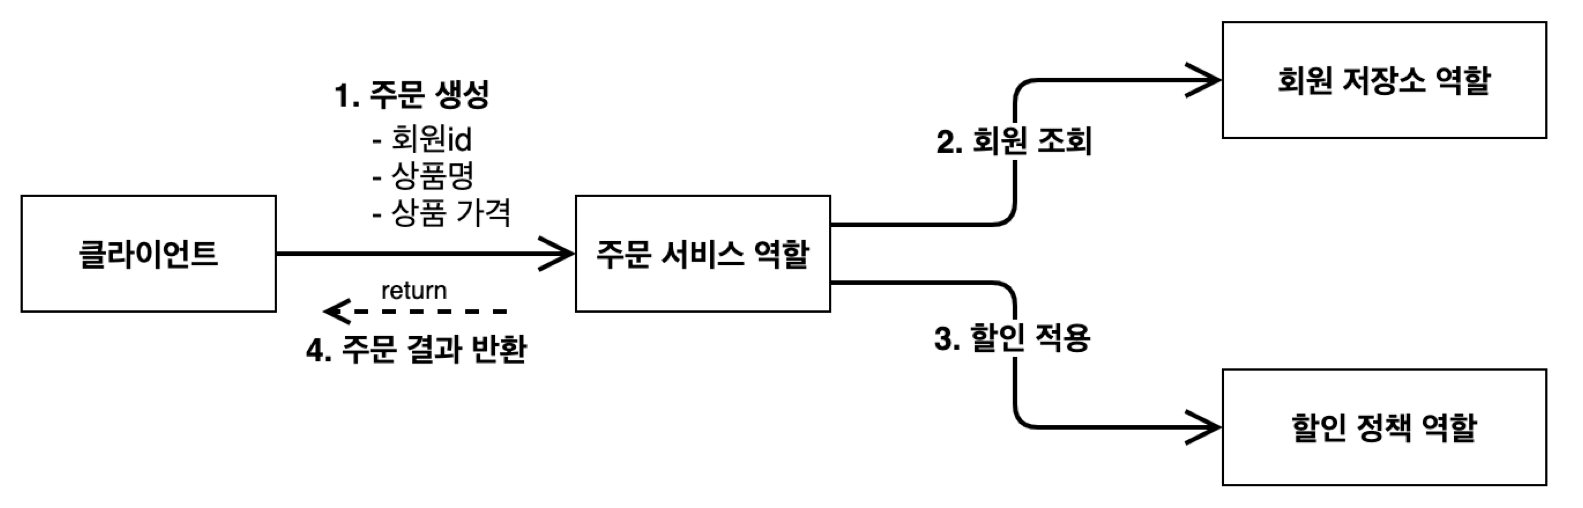 클라이언트
1. 주문 생성
- 회원id
- 상품명
- 상품 가격
return
4. 주문 결과 반환
주문 서비스 역할
2. 회원 조회
회원 저장소 역할
3. 할인 적용
할인 정책 역할